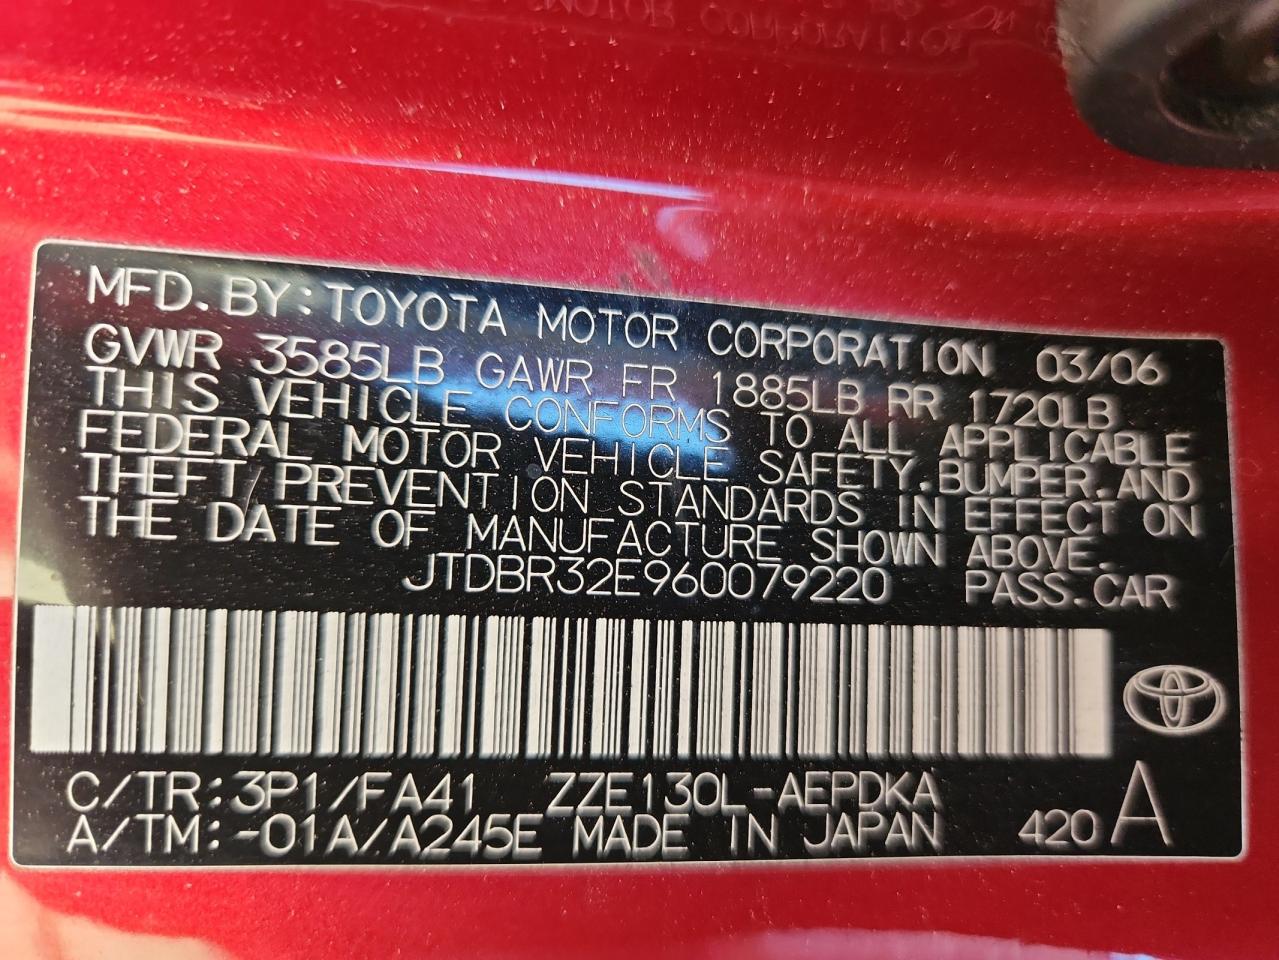 MFD.BY:TOYOTA MOTOR CORPORATION 03/06
GVWR 3585LB GAWR FR 1885LB RR 1720LB
THIS VEHICLE CONFORMS TO ALL APPLICABLE
FEDERAL MOTOR VEHICLE SAFETY.BUMPER.AND
THEFT PREVENTION STANDARDS IN EFFECT ON
THE DATE OF MANUFACTURE SHOWN ABOVE.
JTDBR32E960079220 PASS.CAR
C/TR:3P1/FA41 ZZE130L-AEPDKA
A/TM:-01A/A245E MADE IN JAPAN 420 A